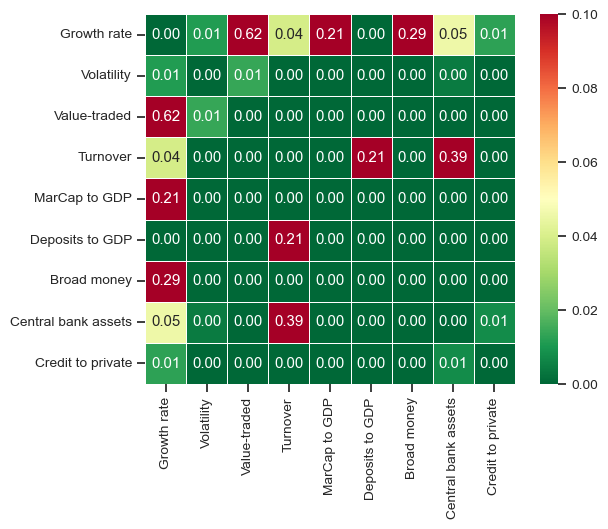 Growth rate 0.00 0.01 0.62 0.04 0.21 0.00 0.29 0.05 0.01
Volatility 0.01 0.00 0.01 0.00 0.00 0.00 0.00 0.00 0.00
Value-traded 0.62 0.01 0.00 0.00 0.00 0.00 0.00 0.00 0.00
Turnover 0.04 0.00 0.00 0.00 0.00 0.21 0.00 0.39 0.00
MarCap to GDP 0.21 0.00 0.00 0.00 0.00 0.00 0.00 0.00 0.00
Deposits to GDP 0.00 0.00 0.00 0.21 0.00 0.00 0.00 0.00 0.00
Broad money 0.29 0.00 0.00 0.00 0.00 0.00 0.00 0.00 0.00
Central bank assets 0.05 0.00 0.00 0.39 0.00 0.00 0.00 0.00 0.01
Credit to private 0.01 0.00 0.00 0.00 0.00 0.00 0.00 0.01 0.00
Growth rate
Volatility
Value-traded
Turnover
MarCap to GDP
Deposits to GDP
Broad money
Central bank assets
Credit to private
0.10
0.08
0.06
0.04
0.02
0.00